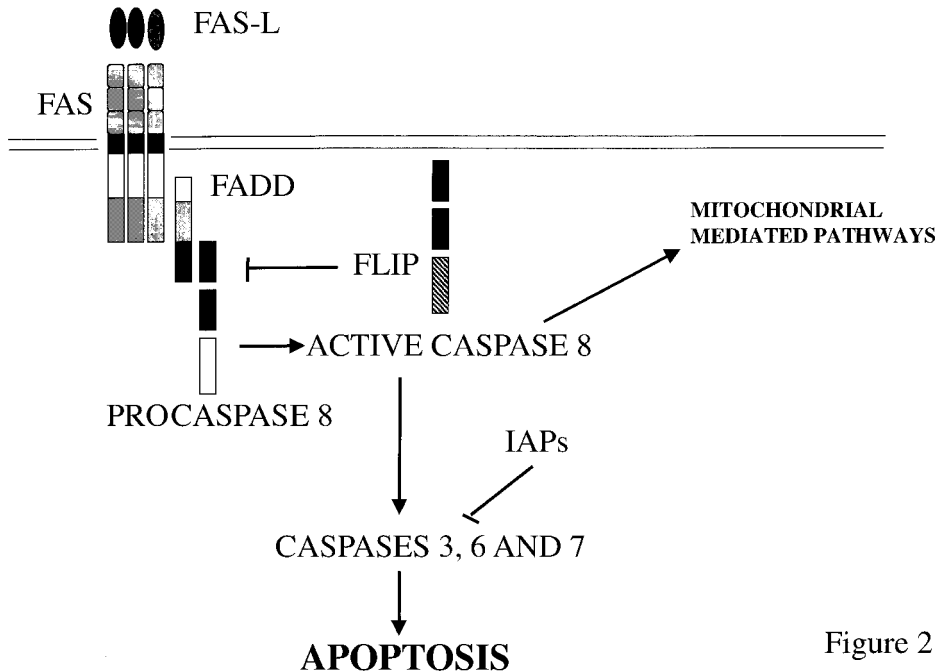 FAS-L
FAS
FADD
MITOCHONDRIAL
MEDIATED PATHWAYS
FLIP
ACTIVE CASPASE 8
PROCASPASE 8
IAPs
CASPASES 3, 6 AND 7
APOPTOSIS
Figure 2